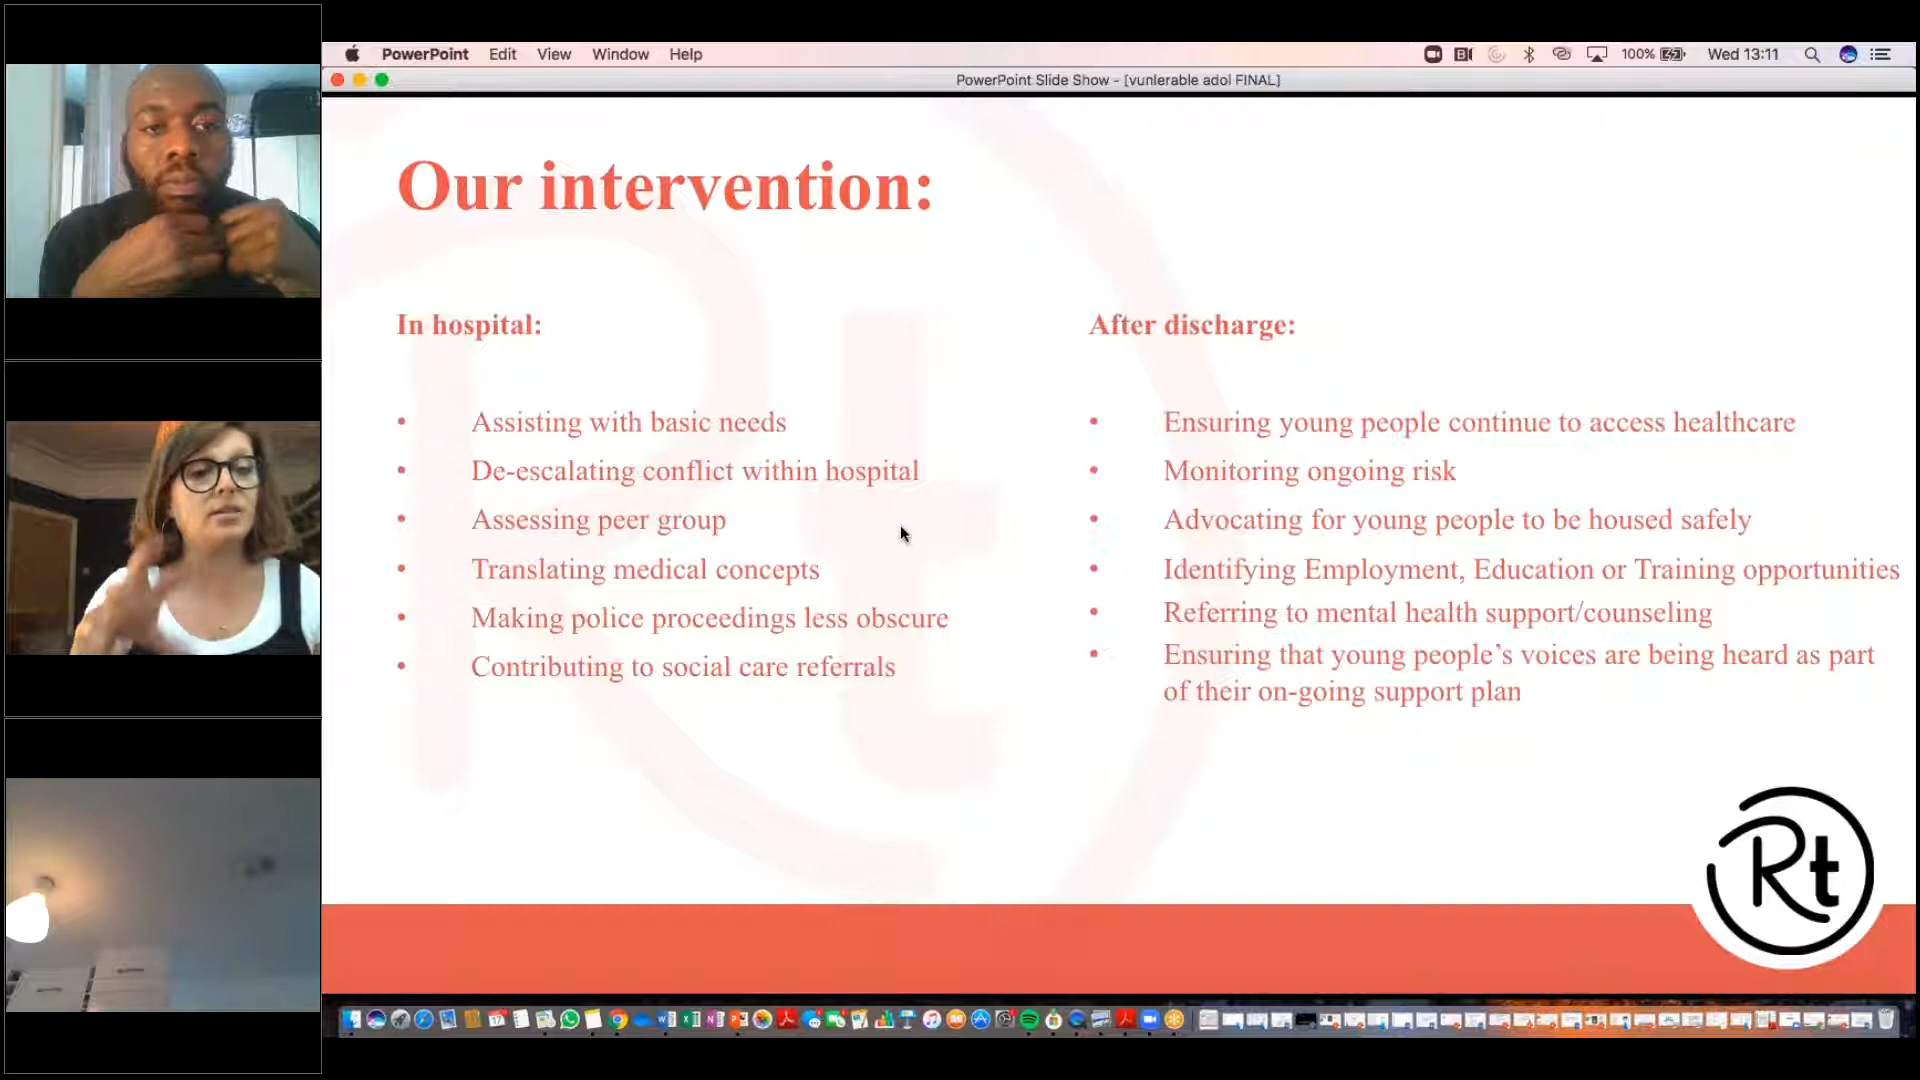 PowerPoint Edit View Window Help 100% Wed 13:11
PowerPoint Slide Show - [vunlerable adol FINAL]
Our intervention:
In hospital:
• Assisting with basic needs
• De-escalating conflict within hospital
• Assessing peer group
• Translating medical concepts
• Making police proceedings less obscure
• Contributing to social care referrals
After discharge:
• Ensuring young people continue to access healthcare
• Monitoring ongoing risk
• Advocating for young people to be housed safely
• Identifying Employment, Education or Training opportunities
• Referring to mental health support/counseling
• Ensuring that young people’s voices are being heard as part
of their on-going support plan
Rt